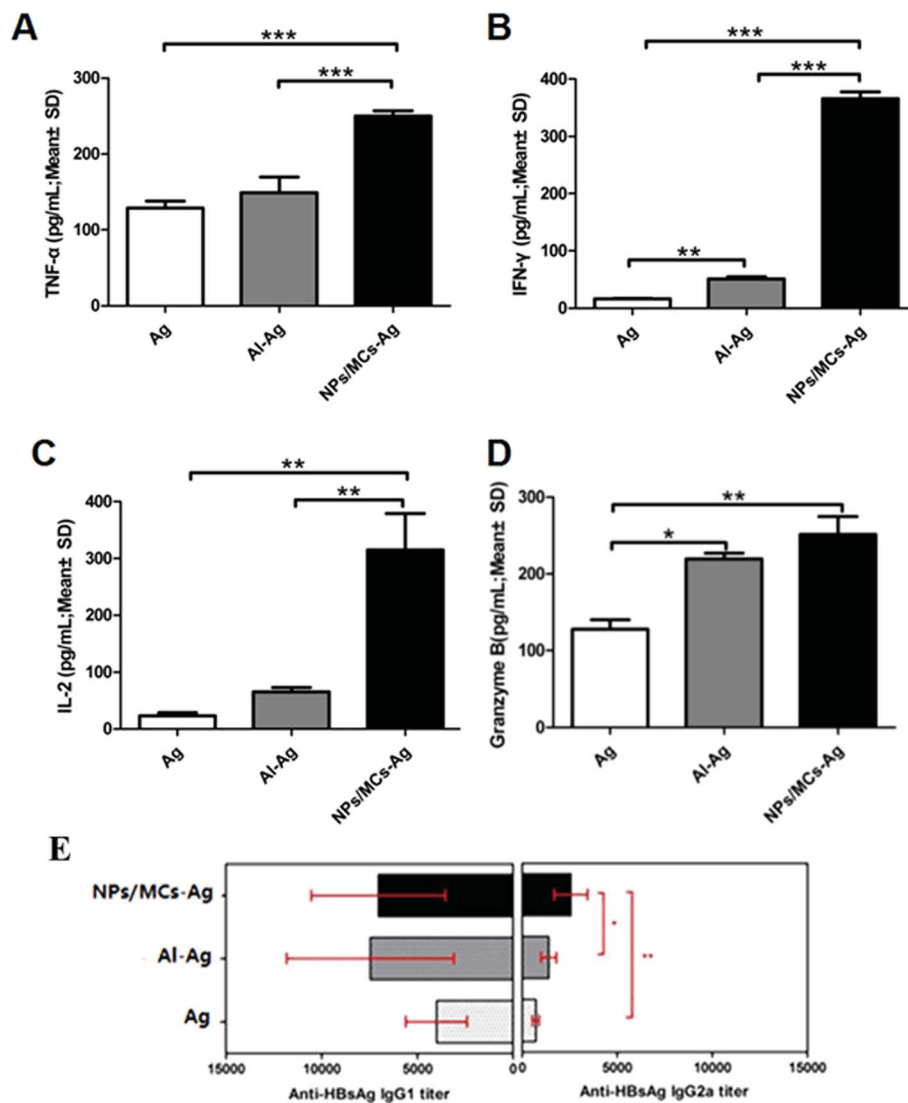 A
***
***
TNF-α (pg/mL;Mean± SD)
300
200
100
0
Ag
Al-Ag
NPs/MCs-Ag
B
***
***
**
IFN-γ (pg/mL;Mean± SD)
400
300
200
100
0
Ag
Al-Ag
NPs/MCs-Ag
C
**
**
IL-2 (pg/mL;Mean± SD)
400
300
200
100
0
Ag
Al-Ag
NPs/MCs-Ag
D
**
*
Granzyme B(pg/mL;Mean± SD)
300
200
100
0
Ag
Al-Ag
NPs/MCs-Ag
E
NPs/MCs-Ag
Al-Ag
Ag
*
**
15000 10000 5000 0 0 5000 10000 15000
Anti-HBsAg IgG1 titer Anti-HBsAg IgG2a titer